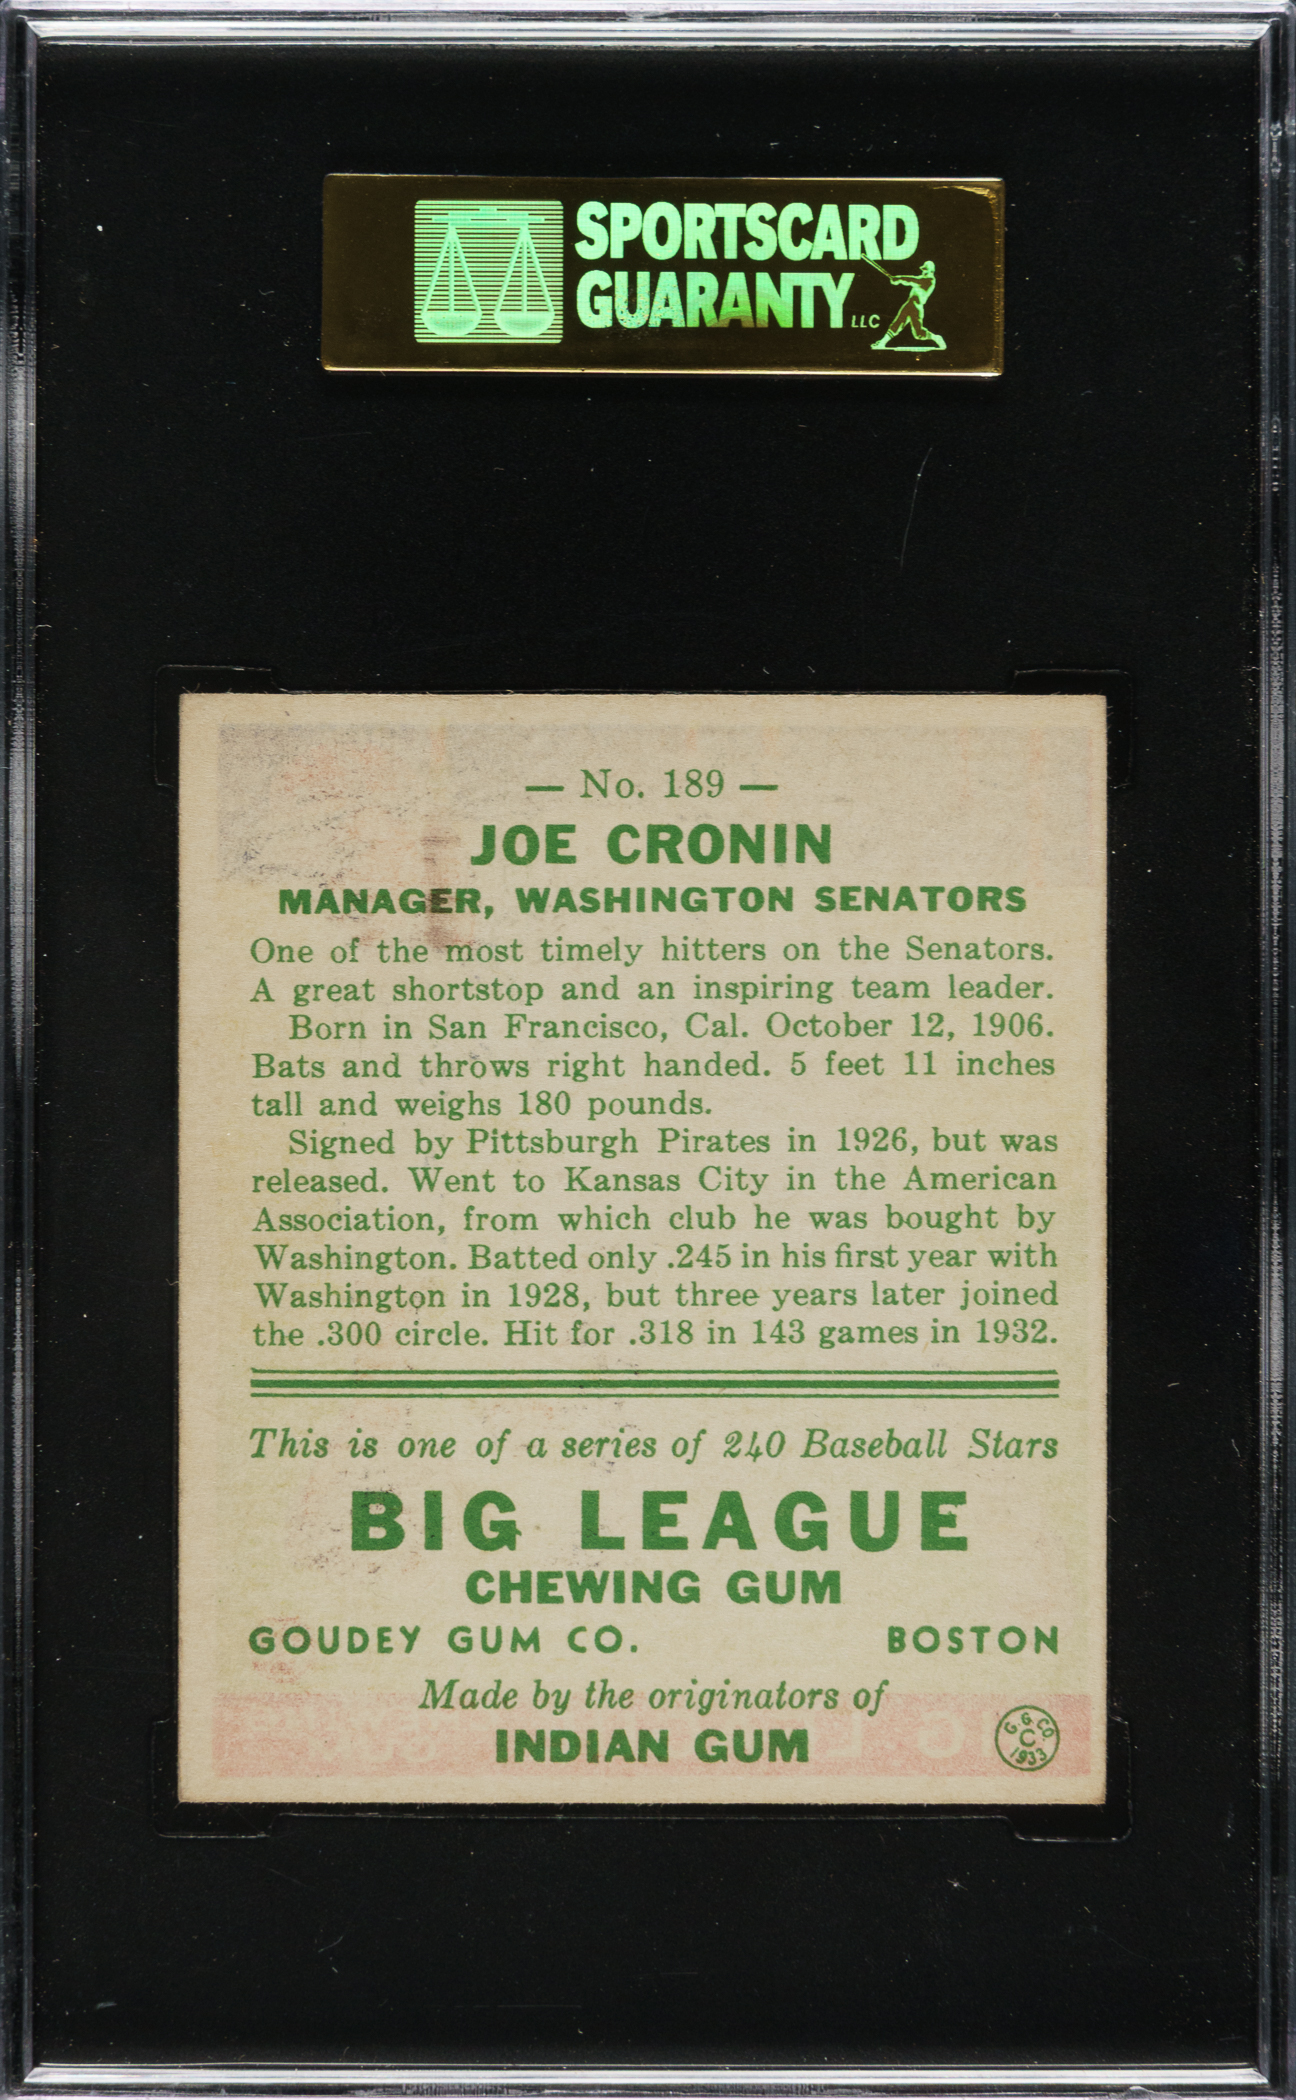 SPORTSCARD
GUARANTY LLC
— No. 189 —
JOE CRONIN
MANAGER, WASHINGTON SENATORS
One of the most timely hitters on the Senators.
A great shortstop and an inspiring team leader.
Born in San Francisco, Cal. October 12, 1906.
Bats and throws right handed. 5 feet 11 inches
tall and weighs 180 pounds.
Signed by Pittsburgh Pirates in 1926, but was
released. Went to Kansas City in the American
Association, from which club he was bought by
Washington. Batted only .245 in his first year with
Washington in 1928, but three years later joined
the .300 circle. Hit for .318 in 143 games in 1932.
This is one of a series of 240 Baseball Stars
BIG LEAGUE
CHEWING GUM
GOUDEY GUM CO. BOSTON
Made by the originators of
INDIAN GUM
G. G. CO.
C
1933